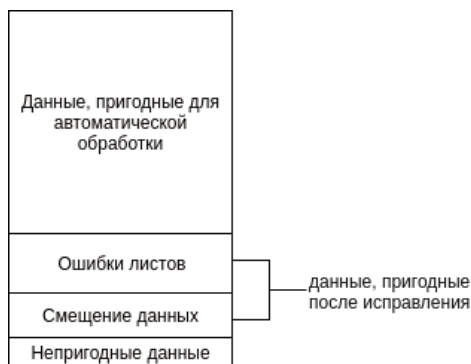 Данные, пригодные для
автоматической
обработки
Ошибки листов
Смещение данных
Непригодные данные
данные, пригодные
после исправления